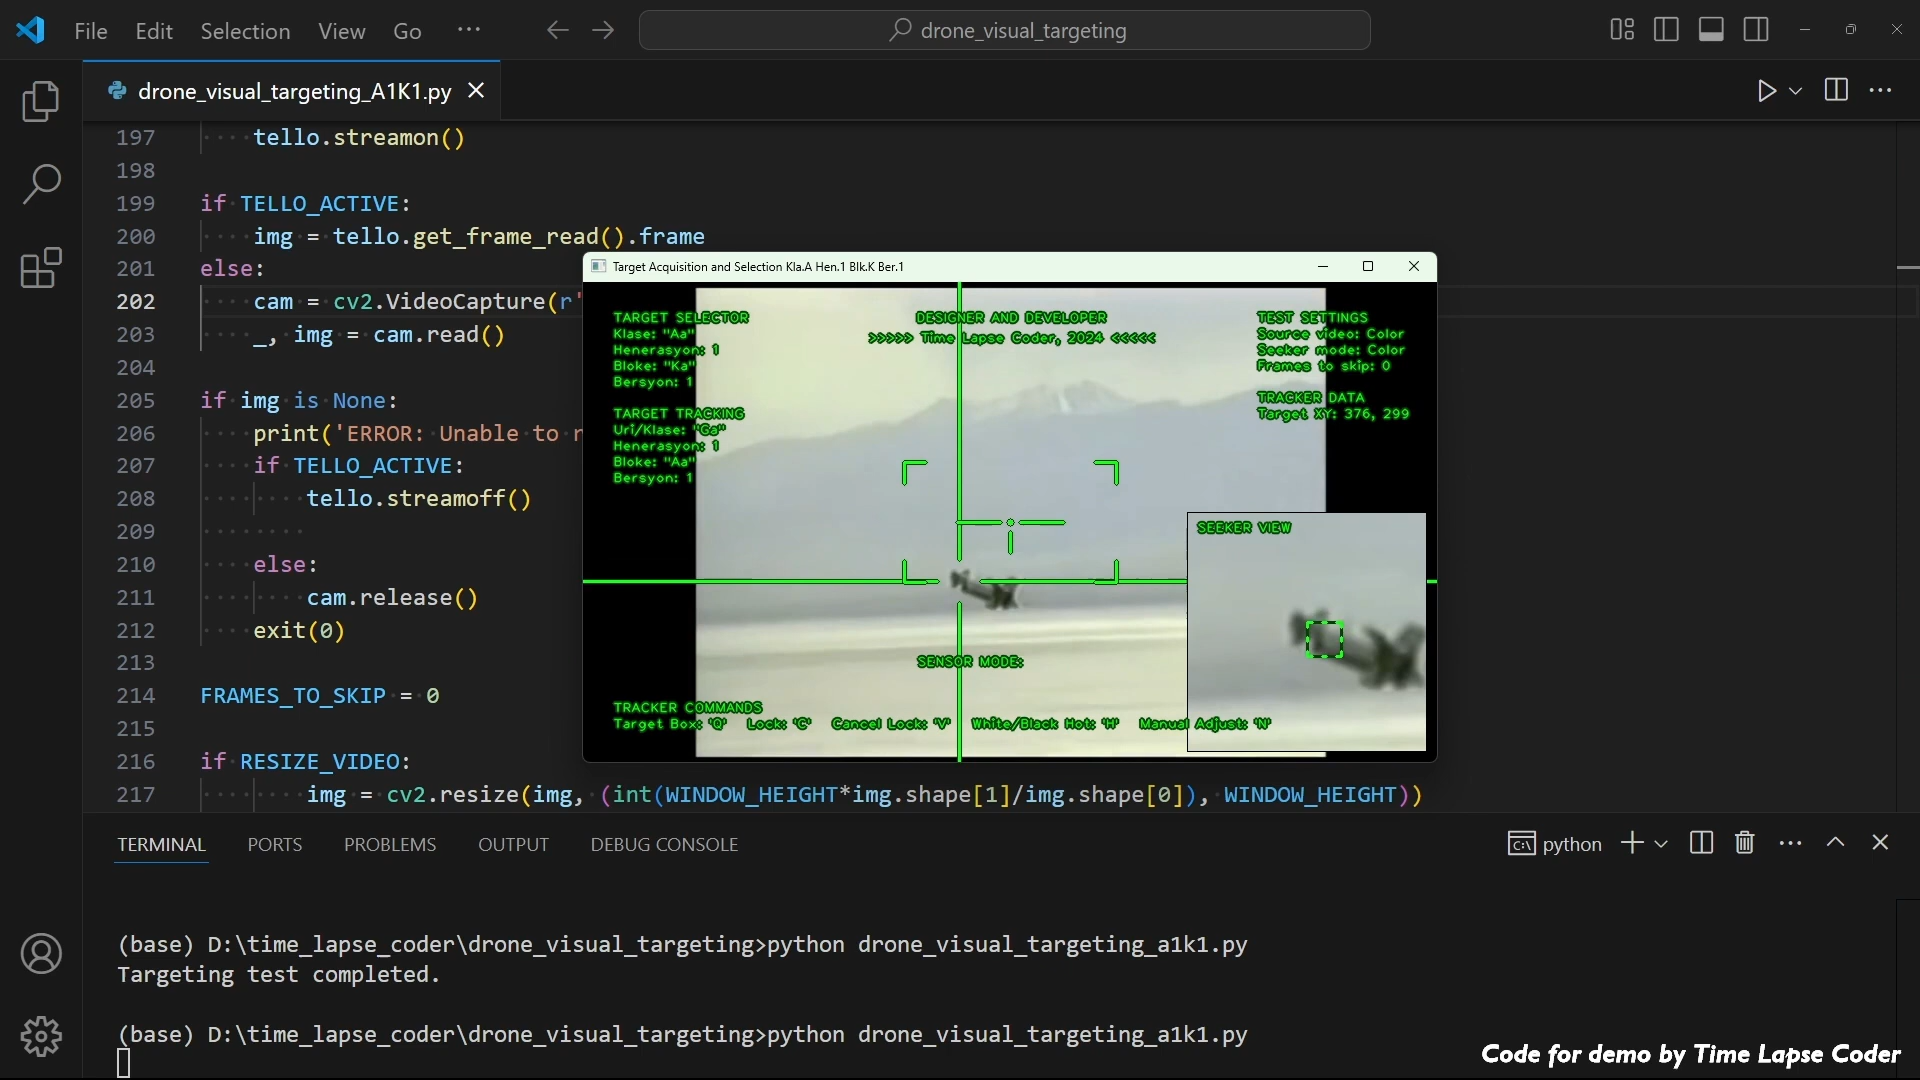 File Edit Selection View Go ···
drone_visual_targeting
drone_visual_targeting_A1K1.py
197 tello.streamon()
198
199 if TELLO_ACTIVE:
200 img = tello.get_frame_read().frame
201 else:
202 cam = cv2.VideoCapture(r'
203 _, img = cam.read()
204
205 if img is None:
206 print('ERROR: Unable to r
207 if TELLO_ACTIVE:
208 tello.streamoff()
209
210 else:
211 cam.release()
212 exit(0)
213
214 FRAMES_TO_SKIP = 0
215
216 if RESIZE_VIDEO:
217 img = cv2.resize(img, (int(WINDOW_HEIGHT*img.shape[1]/img.shape[0]), WINDOW_HEIGHT))
Target Acquisition and Selection Kla.A Hen.1 Blk.K Ber.1
TARGET SELECTOR
Klase: "Aa"
Henerasyon: 1
Bloke: "Ka"
Bersyon: 1
TARGET TRACKING
Uri/Klase: "Ga"
Henerasyon: 1
Bloke: "Aa"
Bersyon: 1
DESIGNER AND DEVELOPER
>>>>> Time Lapse Coder, 2024 <<<<<
TEST SETTINGS
Source video: Color
Seeker mode: Color
Frames to skip: 0
TRACKER DATA
Target XY: 376, 299
SEEKER VIEW
SENSOR MODE:
TRACKER COMMANDS
Target Box: 'Q' Lock: 'C' Cancel Lock: 'V' White/Black Hot: 'H' Manual Adjust: 'N'
TERMINAL PORTS PROBLEMS OUTPUT DEBUG CONSOLE
python
(base) D:\time_lapse_coder\drone_visual_targeting>python drone_visual_targeting_a1k1.py
Targeting test completed.
(base) D:\time_lapse_coder\drone_visual_targeting>python drone_visual_targeting_a1k1.py
Code for demo by Time Lapse Coder